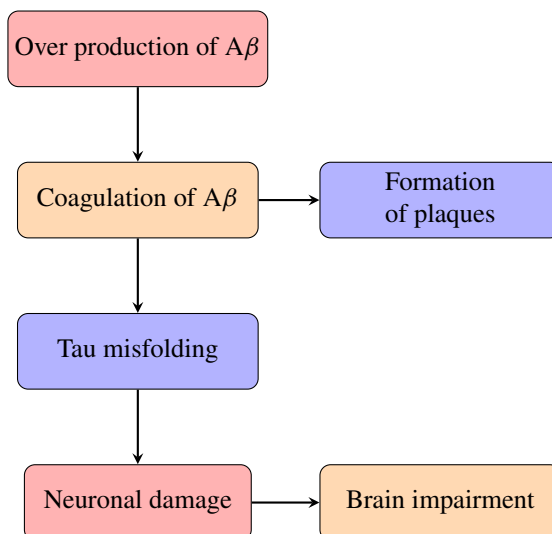 Over production of Aβ
Coagulation of Aβ
Formation
of plaques
Tau misfolding
Neuronal damage
Brain impairment